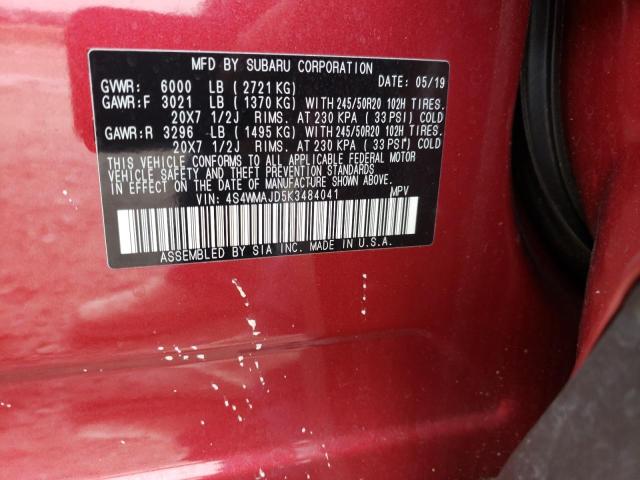 MFD BY SUBARU CORPORATION
GVWR: 6000 LB (2721 KG) DATE: 05/19
GAWR:F 3021 LB (1370 KG) WITH 245/50R20 102H TIRES,
20X7 1/2J RIMS, AT 230 KPA (33 PSI) COLD
GAWR:R 3296 LB (1495 KG) WITH 245/50R20 102H TIRES,
20X7 1/2J RIMS, AT 230 KPA (33 PSI) COLD
THIS VEHICLE CONFORMS TO ALL APPLICABLE FEDERAL MOTOR
VEHICLE SAFETY AND THEFT PREVENTION STANDARDS
IN EFFECT ON THE DATE OF MANUFACTURE SHOWN ABOVE.
VIN: 4S4WMAJD5K3484041 MPV
ASSEMBLED BY SIA INC. MADE IN U.S.A.